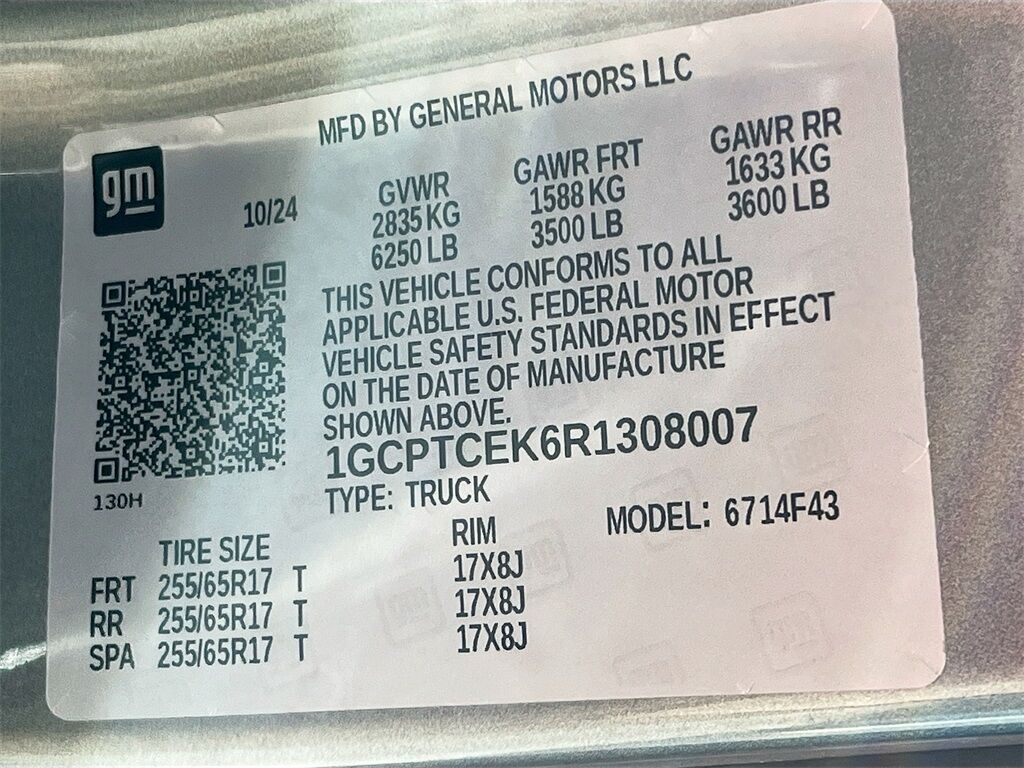 MFD BY GENERAL MOTORS LLC
gm
10/24
GVWR GAWR FRT GAWR RR
2835 KG 1588 KG 1633 KG
6250 LB 3500 LB 3600 LB
THIS VEHICLE CONFORMS TO ALL
APPLICABLE U.S. FEDERAL MOTOR
VEHICLE SAFETY STANDARDS IN EFFECT
ON THE DATE OF MANUFACTURE
SHOWN ABOVE.
1GCPTCEK6R1308007
130H
TYPE: TRUCK
MODEL: 6714F43
TIRE SIZE RIM
FRT 255/65R17 T 17X8J
RR 255/65R17 T 17X8J
SPA 255/65R17 T 17X8J